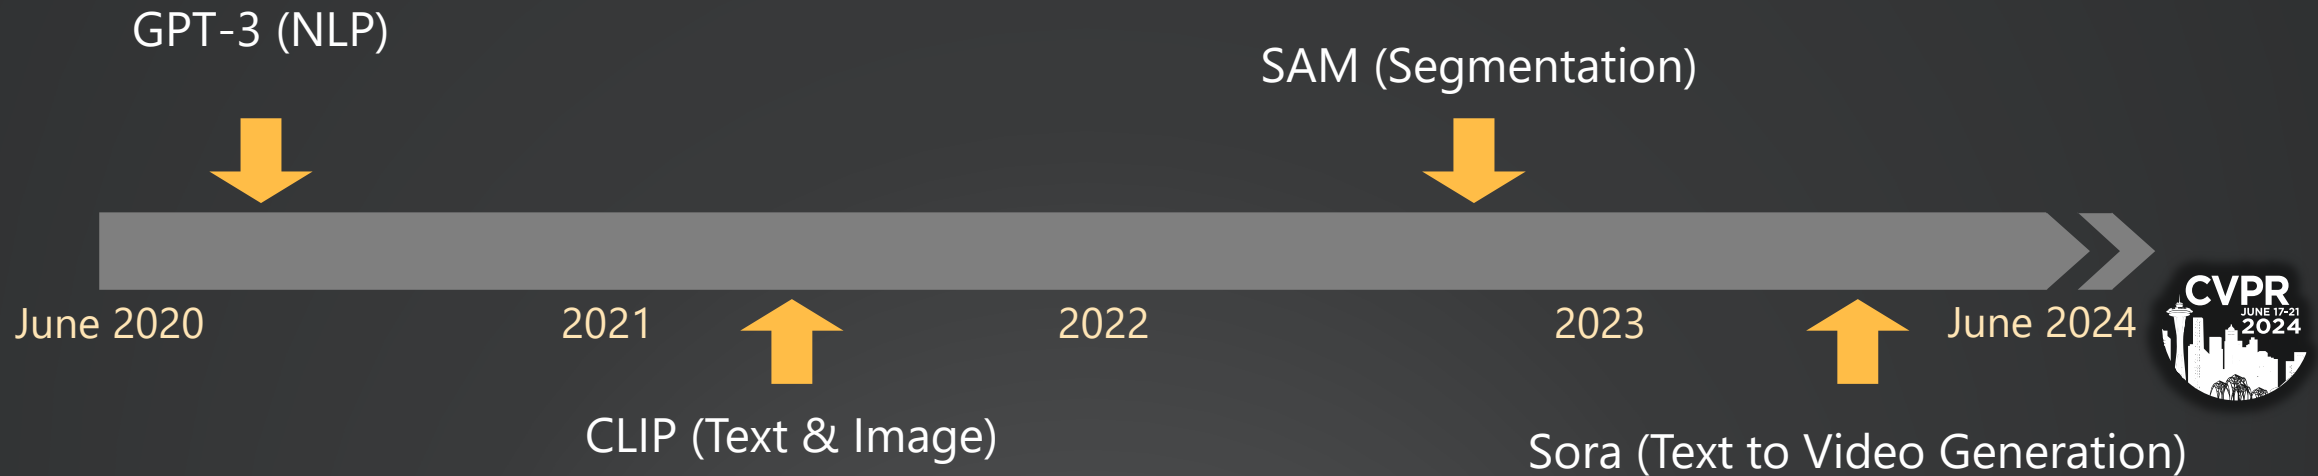 GPT-3 (NLP)
SAM (Segmentation)
June 2020
2021
2022
2023
June 2024
CVPR
JUNE 17-21
2024
CLIP (Text & Image)
Sora (Text to Video Generation)